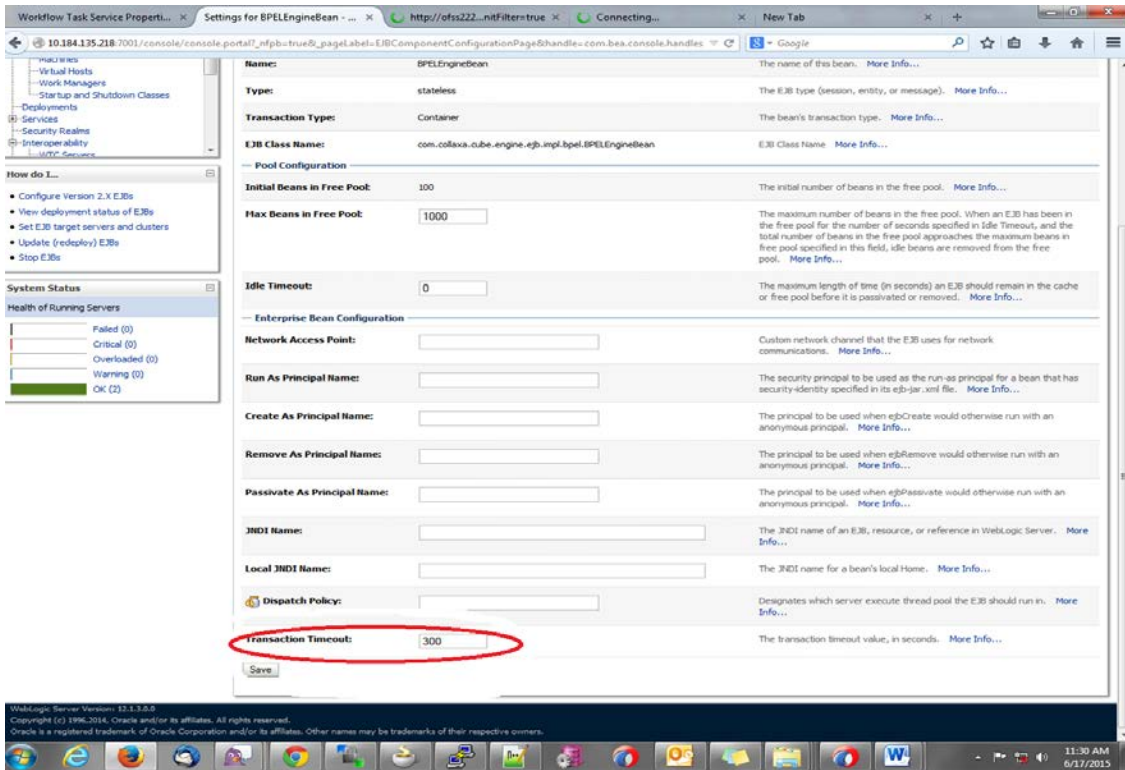 Workflow Task Service Properti... × Settings for BPELEngineBean - ... × http://ofss222...nitFilter=true × Connecting... × New Tab × +
10.184.135.218:7001/console/console.portal?_nfpb=true&_pageLabel=EJBComponentConfigurationPage&handle=com.bea.console.handles Google
Machines
Virtual Hosts
Work Managers
Startup and Shutdown Classes
Deployments
Services
Security Realms
Interoperability
WTC Servers
How do I...
Configure Version 2.X EJBs
View deployment status of EJBs
Set EJB target servers and clusters
Update (redeploy) EJBs
Stop EJBs
System Status
Health of Running Servers
Failed (0)
Critical (0)
Overloaded (0)
Warning (0)
OK (2)
Name: BPELEngineBean The name of this bean. More Info...
Type: stateless The EJB type (session, entity, or message). More Info...
Transaction Type: Container The bean's transaction type. More Info...
EJB Class Name: com.collaxa.cube.engine.ejb.impl.bpel.BPELEngineBean EJB Class Name More Info...
Pool Configuration
Initial Beans in Free Pool: 100 The initial number of beans in the free pool. More Info...
Max Beans in Free Pool: 1000 The maximum number of beans in the free pool. When an EJB has been in
the free pool for the number of seconds specified in Idle Timeout, and the
total number of beans in the free pool approaches the maximum beans in
free pool specified in this field, idle beans are removed from the free
pool. More Info...
Idle Timeout: 0 The maximum length of time (in seconds) an EJB should remain in the cache
or free pool before it is passivated or removed. More Info...
Enterprise Bean Configuration
Network Access Point: Custom network channel that the EJB uses for network
communications. More Info...
Run As Principal Name: The security principal to be used as the run-as principal for a bean that has
security-identity specified in its ejb-jar.xml file. More Info...
Create As Principal Name: The principal to be used when ejbCreate would otherwise run with an
anonymous principal. More Info...
Remove As Principal Name: The principal to be used when ejbRemove would otherwise run with an
anonymous principal. More Info...
Passivate As Principal Name: The principal to be used when ejbPassivate would otherwise run with an
anonymous principal. More Info...
JNDI Name: The JNDI name of an EJB, resource, or reference in WebLogic Server. More
Info...
Local JNDI Name: The JNDI name for a bean's local Home. More Info...
Dispatch Policy: Designates which server execute thread pool the EJB should run in. More
Info...
Transaction Timeout: 300 The transaction timeout value, in seconds. More Info...
Save
WebLogic Server Version: 12.1.3.0.0
Copyright (c) 1996,2014, Oracle and/or its affiliates. All rights reserved.
Oracle is a registered trademark of Oracle Corporation and/or its affiliates. Other names may be trademarks of their respective owners.
11:30 AM
6/17/2015